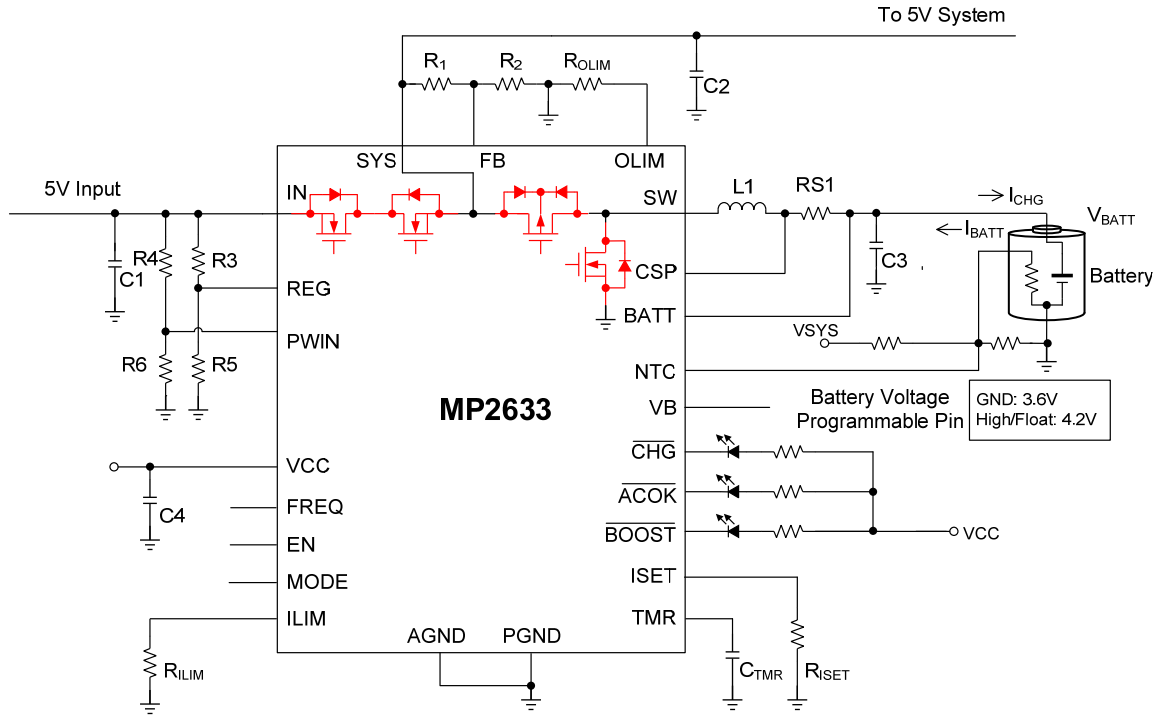 To 5V System
R1
R2
ROLIM
C2
SYS
FB
OLIM
5V Input
IN
SW
L1
RS1
ICHG
VBATT
IBATT
R4
R3
C1
CSP
C3
Battery
REG
BATT
VSYS
PWIN
R6
R5
NTC
MP2633
VB
Battery Voltage
Programmable Pin
GND: 3.6V
High/Float: 4.2V
CHG
VCC
ACOK
FREQ
C4
BOOST
VCC
EN
ISET
MODE
ILIM
TMR
AGND
PGND
RILIM
CTMR
RISET